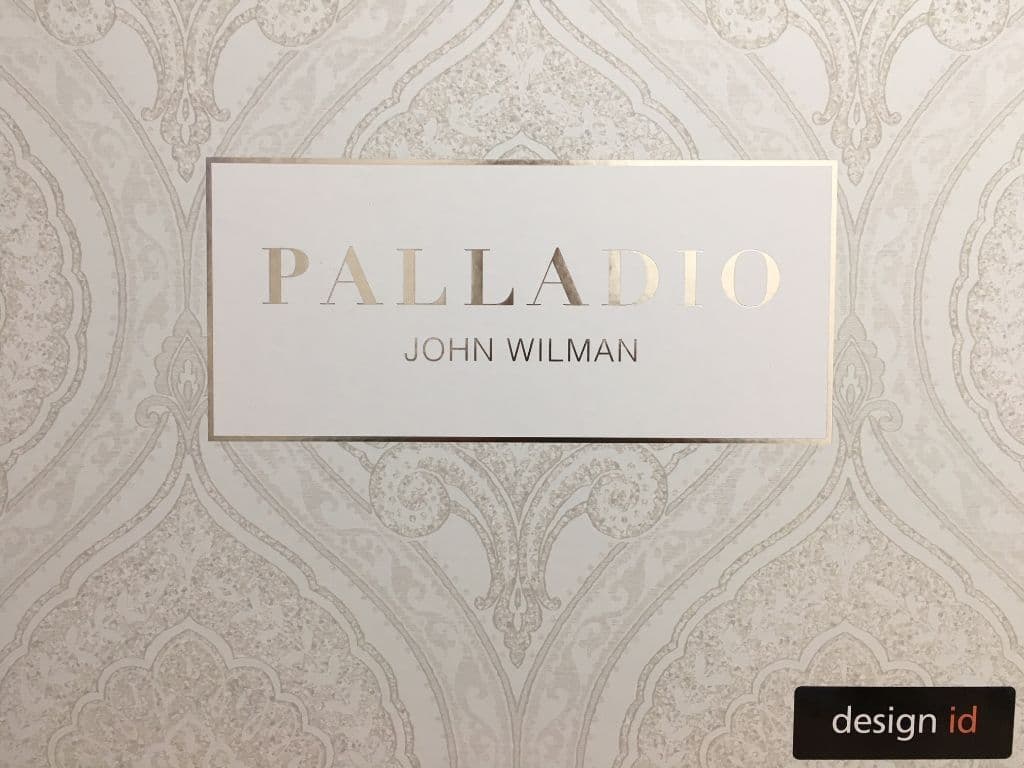 PALLADIO
JOHN WILMAN
design id